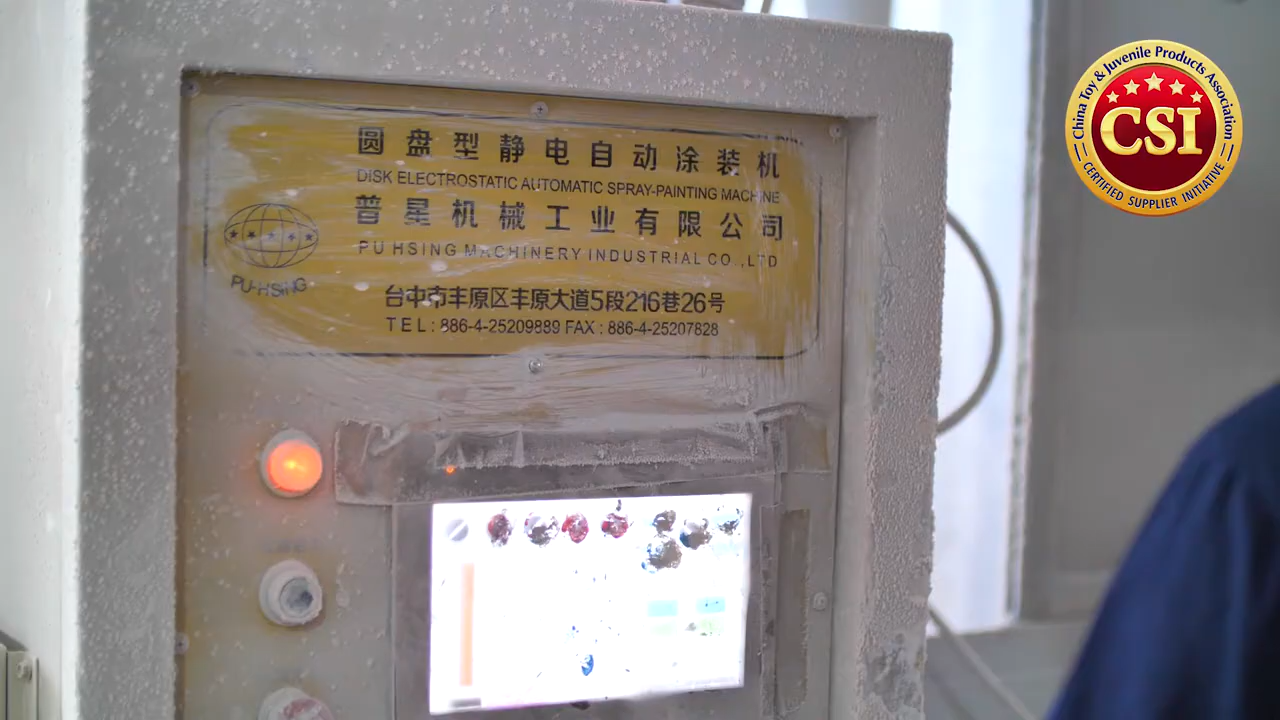 圆盘型静电自动涂装机
DISK ELECTROSTATIC AUTOMATIC SPRAY-PAINTING MACHINE
普星机械工业有限公司
PU HSING MACHINERY INDUSTRIAL CO.,LTD
PU-HSING
台中市丰原区丰原大道5段216巷26号
TEL: 886-4-25209889 FAX: 886-4-25207828
China Toy & Juvenile Products Association
CSI
CERTIFIED SUPPLIER INITIATIVE